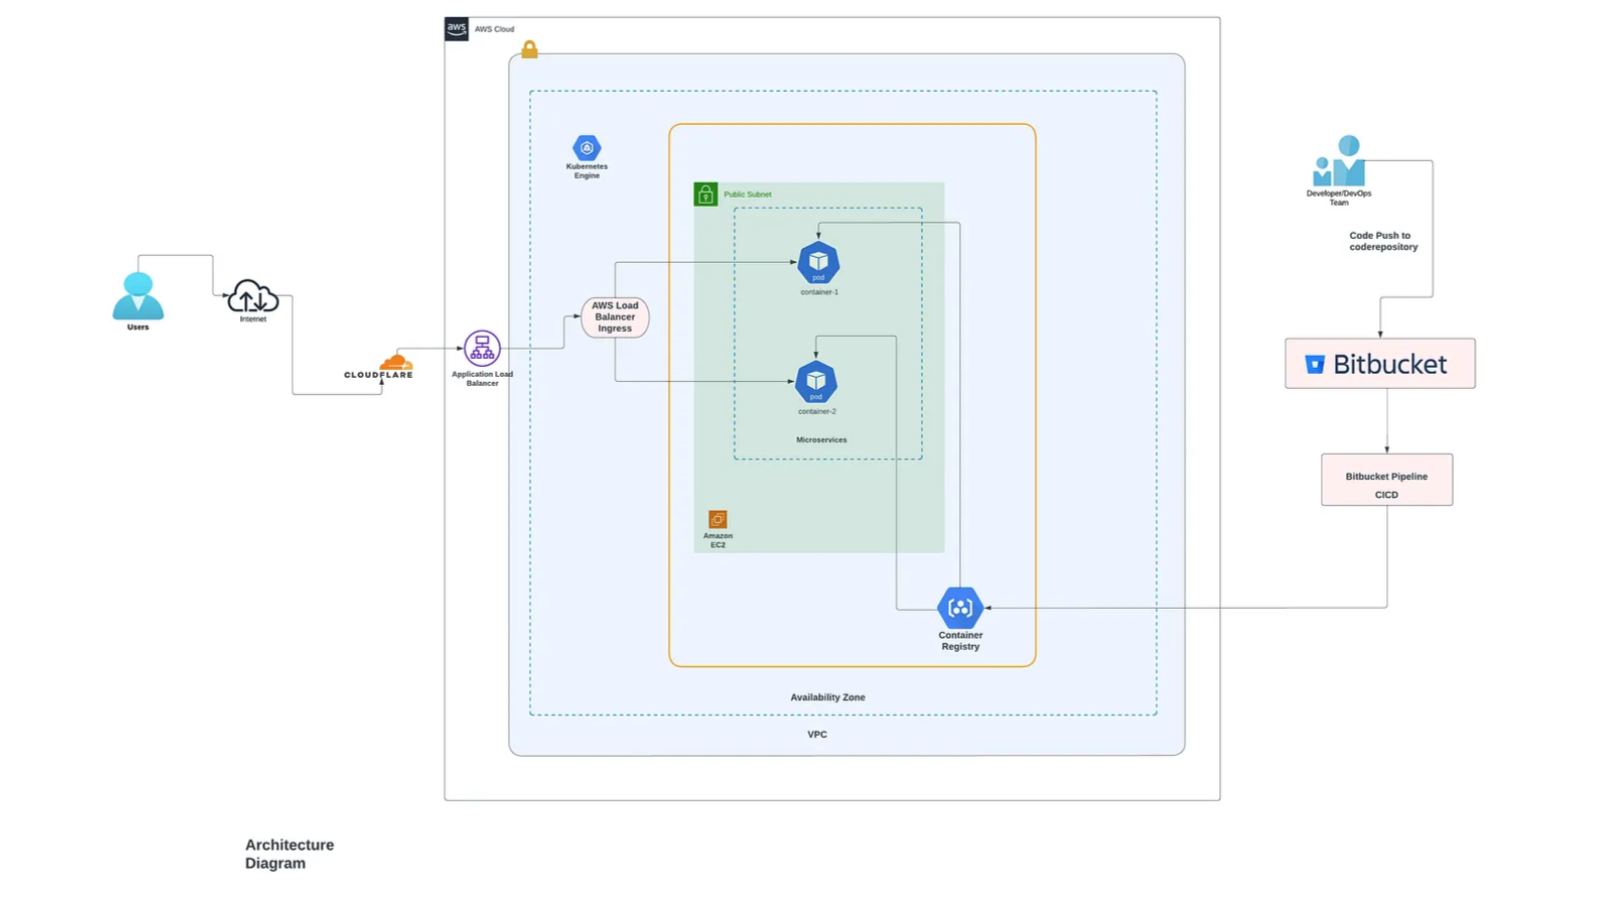 aws
AWS Cloud
Kubernetes
Engine
Public Subnet
Developer/DevOps
Team
Code Push to
coderepository
pod
container-1
Users
Internet
AWS Load
Balancer
Ingress
CLOUDFLARE
Application Load
Balancer
Bitbucket
pod
container-2
Microservices
Bitbucket Pipeline
CICD
Amazon
EC2
Container
Registry
Availability Zone
VPC
Architecture
Diagram